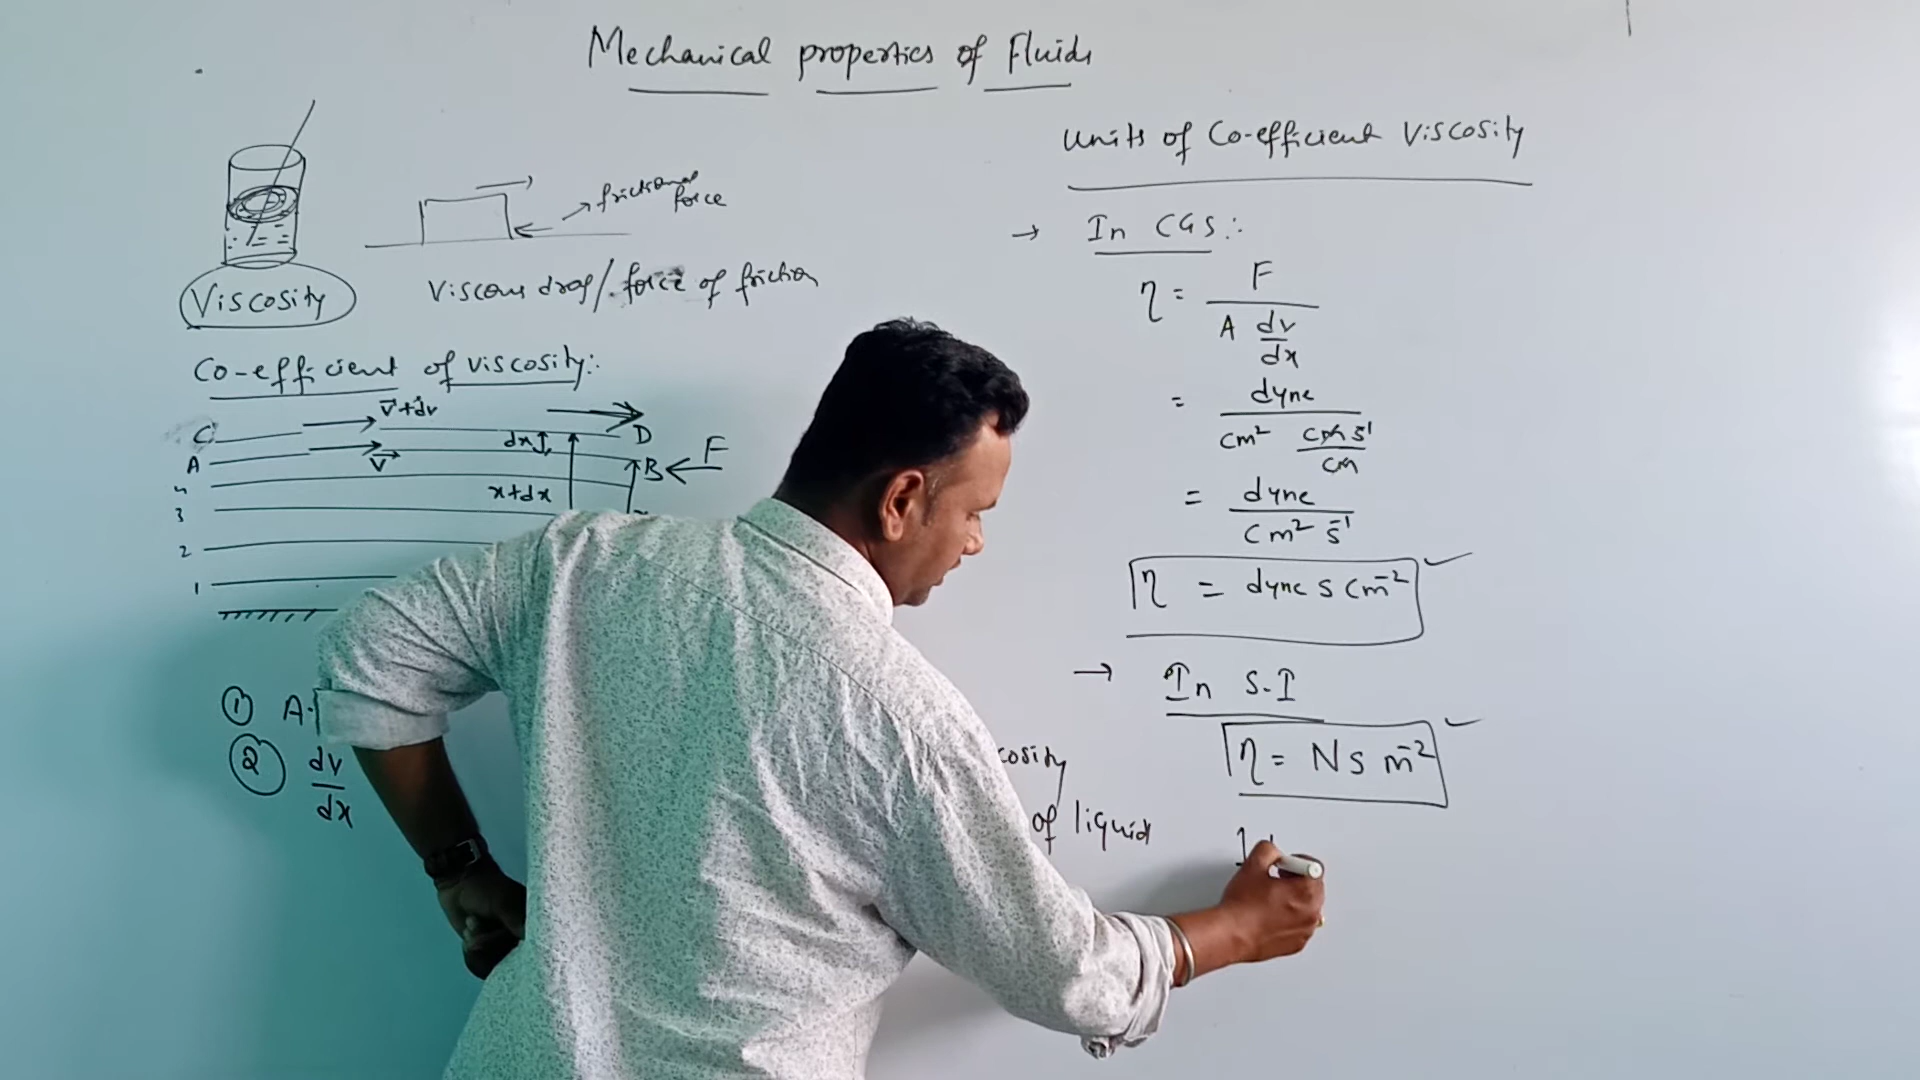 Mechanical properties of Fluids
frictional force
Viscosity
Viscous drag/force of friction
Co-efficient of viscosity:.
C
v+dv
dx
D
A
v
B
F
4
x+dx
3
2
1
① A
② dv/dx
cosity
of liquid
Units of Co-efficient Viscosity
→ In CGS:.
η = F / A dv/dx
= dyne / cm² cm s⁻¹/cm
= dyne / cm² s⁻¹
η = dyne s cm⁻²
→ In S.I
η = N s m⁻²
1